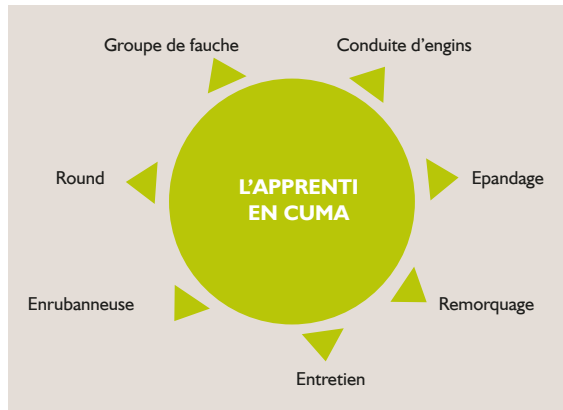 Groupe de fauche
Conduite d'engins
Round
L'APPRENTI
EN CUMA
Epandage
Enrubanneuse
Remorquage
Entretien